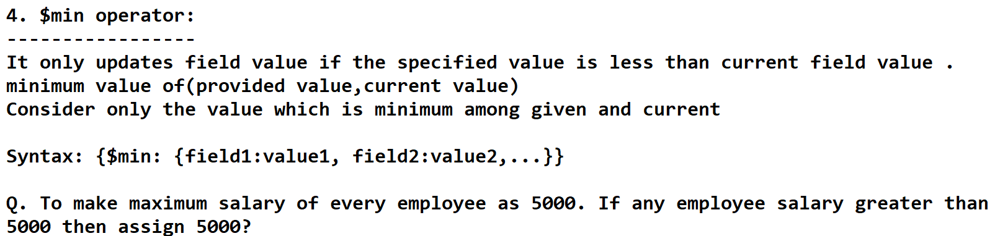 4. $min operator:
-----------------
It only updates field value if the specified value is less than current field value .
minimum value of(provided value,current value)
Consider only the value which is minimum among given and current
Syntax: {$min: {field1:value1, field2:value2,...}}
Q. To make maximum salary of every employee as 5000. If any employee salary greater than
5000 then assign 5000?